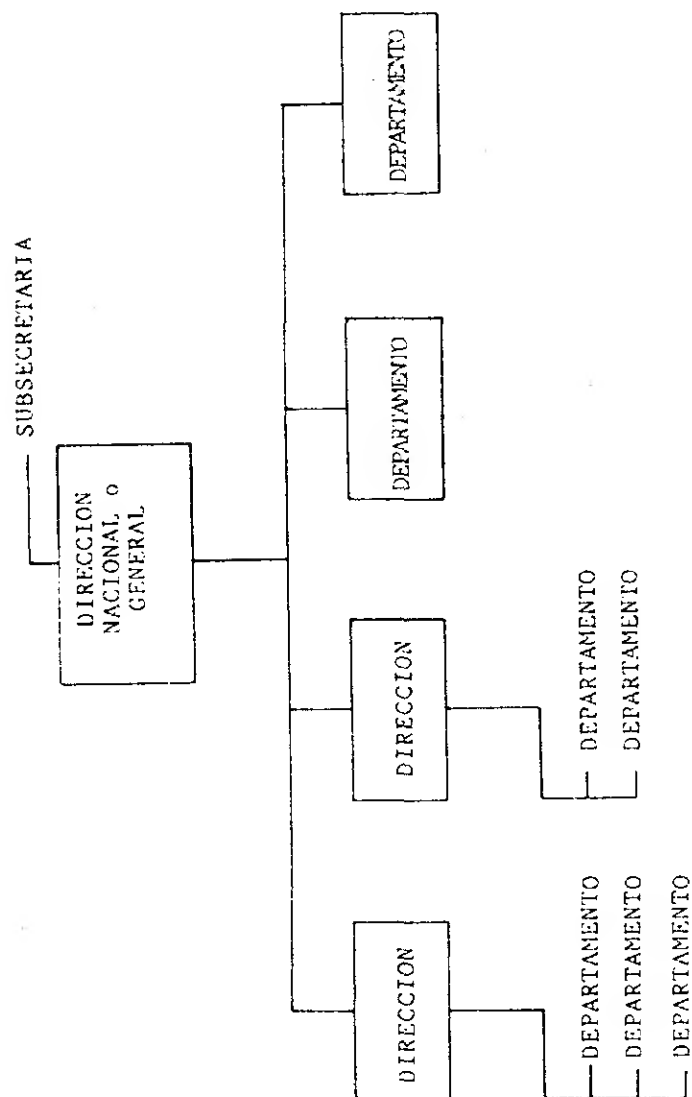 SUBSECRETARIA
DIRECCION
NACIONAL o
GENERAL
DIRECCION
DIRECCION
DEPARTAMENTO
DEPARTAMENTO
DEPARTAMENTO
DEPARTAMENTO
DEPARTAMENTO
DEPARTAMENTO
DEPARTAMENTO